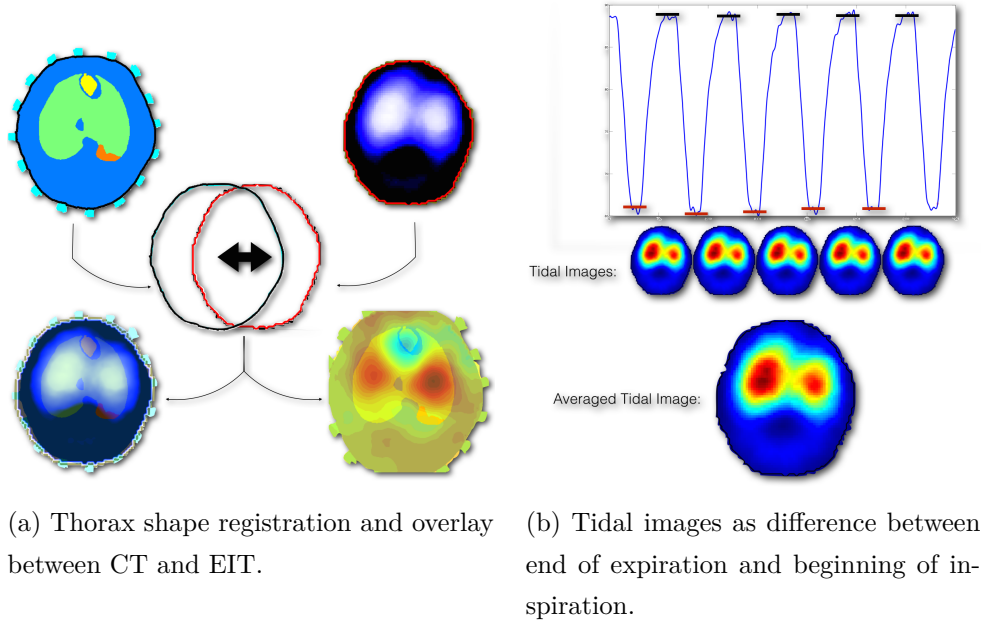 Tidal Images:
Averaged Tidal Image:
(a) Thorax shape registration and overlay
between CT and EIT.
(b) Tidal images as difference between
end of expiration and beginning of in-
spiration.